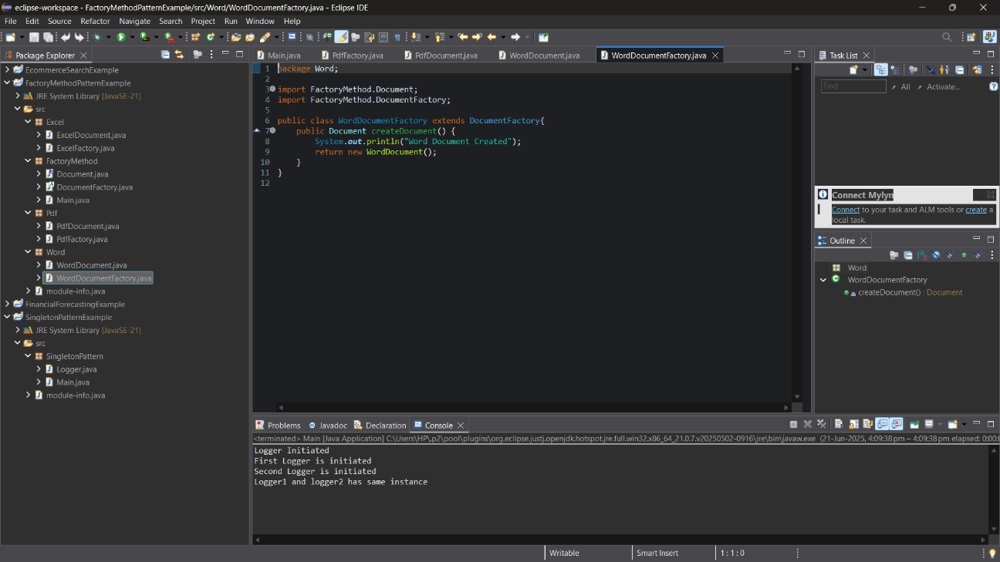 eclipse-workspace - FactoryMethodPatternExample/src/Word/WordDocumentFactory.java - Eclipse IDE
File Edit Source Refactor Navigate Search Project Run Window Help
Package Explorer
EcommerceSearchExample
FactoryMethodPatternExample
JRE System Library [JavaSE-21]
src
Excel
ExcelDocument.java
ExcelFactory.java
FactoryMethod
Document.java
DocumentFactory.java
Main.java
Pdf
PdfDocument.java
PdfFactory.java
Word
WordDocument.java
WordDocumentFactory.java
module-info.java
FinancialForecastingExample
SingletonPatternExample
JRE System Library [JavaSE-21]
src
SingletonPattern
Logger.java
Main.java
module-info.java
Main.java PdfFactory.java PdfDocument.java WordDocument.java WordDocumentFactory.java
1 package Word;
2
3 import FactoryMethod.Document;
4 import FactoryMethod.DocumentFactory;
5
6 public class WordDocumentFactory extends DocumentFactory{
7 public Document createDocument() {
8 System.out.println("Word Document Created");
9 return new WordDocument();
10 }
11 }
12
Task List
Find All Activate...
Connect Mylyn
Connect to your task and ALM tools or create a
local task.
Outline
Word
WordDocumentFactory
createDocument() : Document
Problems Javadoc Declaration Console
<terminated> Main [Java Application] C:\Users\HP\.p2\pool\plugins\org.eclipse.justj.openjdk.hotspot.jre.full.win32.x86_64_21.0.7.v20250502-0916\jre\bin\javaw.exe (21-Jun-2025, 4:09:38 pm – 4:09:38 pm elapsed: 0:00:0
Logger Initiated
First Logger is initiated
Second Logger is initiated
Logger1 and logger2 has same instance
Writable Smart Insert 1 : 1 : 0